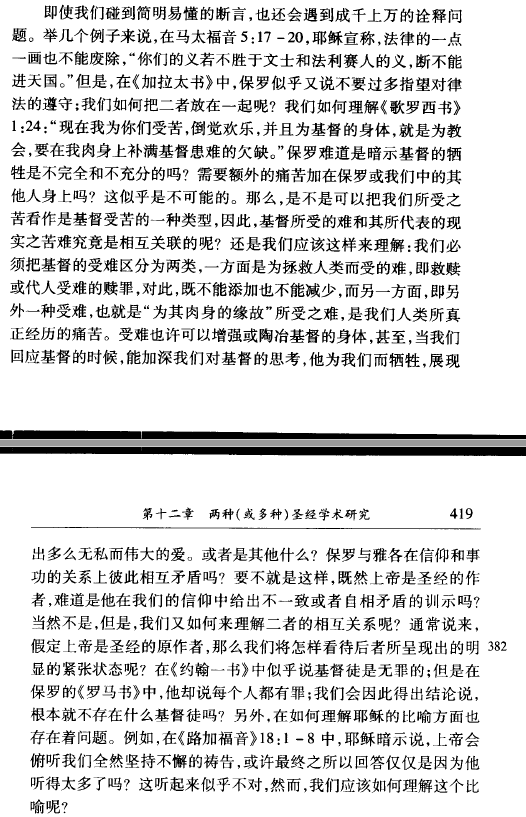 即使我们碰到简明易懂的断言,也还会遇到成千上万的诠释问
题。举几个例子来说,在马太福音5:17-20,耶稣宣称,法律的一点
一画也不能废除,“你们的义若不胜于文士和法利赛人的义,断不能
进天国。”但是,在《加拉太书》中,保罗似乎又说不要过多指望对律
法的遵守;我们如何把二者放在一起呢?我们如何理解《歌罗西书》
1:24:“现在我为你们受苦,倒觉欢乐,并且为基督的身体,就是为教
会,要在我肉身上补满基督患难的欠缺。”保罗难道是暗示基督的牺
牲是不完全和不充分的吗?需要额外的痛苦加在保罗或我们中的其
他人身上吗?这似乎是不可能的。那么,是不是可以把我们所受之
苦看作是基督受苦的一种类型,因此,基督所受的难和其所代表的现
实之苦难究竟是相互关联的呢?还是我们应该这样来理解:我们必
须把基督的受难区分为两类,一方面是为拯救人类而受的难,即救赎
或代人受难的赎罪,对此,既不能添加也不能减少,而另一方面,即另
外一种受难,也就是“为其肉身的缘故”所受之难,是我们人类所真
正经历的痛苦。受难也许可以增强或陶冶基督的身体,甚至,当我们
回应基督的时候,能加深我们对基督的思考,他为我们而牺牲,展现
第十二章 两种(或多种)圣经学术研究 419
出多么无私而伟大的爱。或者是其他什么?保罗与雅各在信仰和事
功的关系上彼此相互矛盾吗?要不就是这样,既然上帝是圣经的作
者,难道是他在我们的信仰中给出不一致或者自相矛盾的训示吗?
当然不是,但是,我们又如何来理解二者的相互关系呢?通常说来,
假定上帝是圣经的原作者,那么我们将怎样看待后者所呈现出的明 382
显的紧张状态呢?在《约翰一书》中似乎说基督徒是无罪的;但是在
保罗的《罗马书》中,他却说每个人都有罪;我们会因此得出结论说,
根本就不存在什么基督徒吗?另外,在如何理解耶稣的比喻方面也
存在着问题。例如,在《路加福音》18:1-8中,耶稣暗示说,上帝会
俯听我们全然坚持不懈的祷告,或许最终之所以回答仅仅是因为他
听得太多了吗?这听起来似乎不对,然而,我们应该如何理解这个比
喻呢?